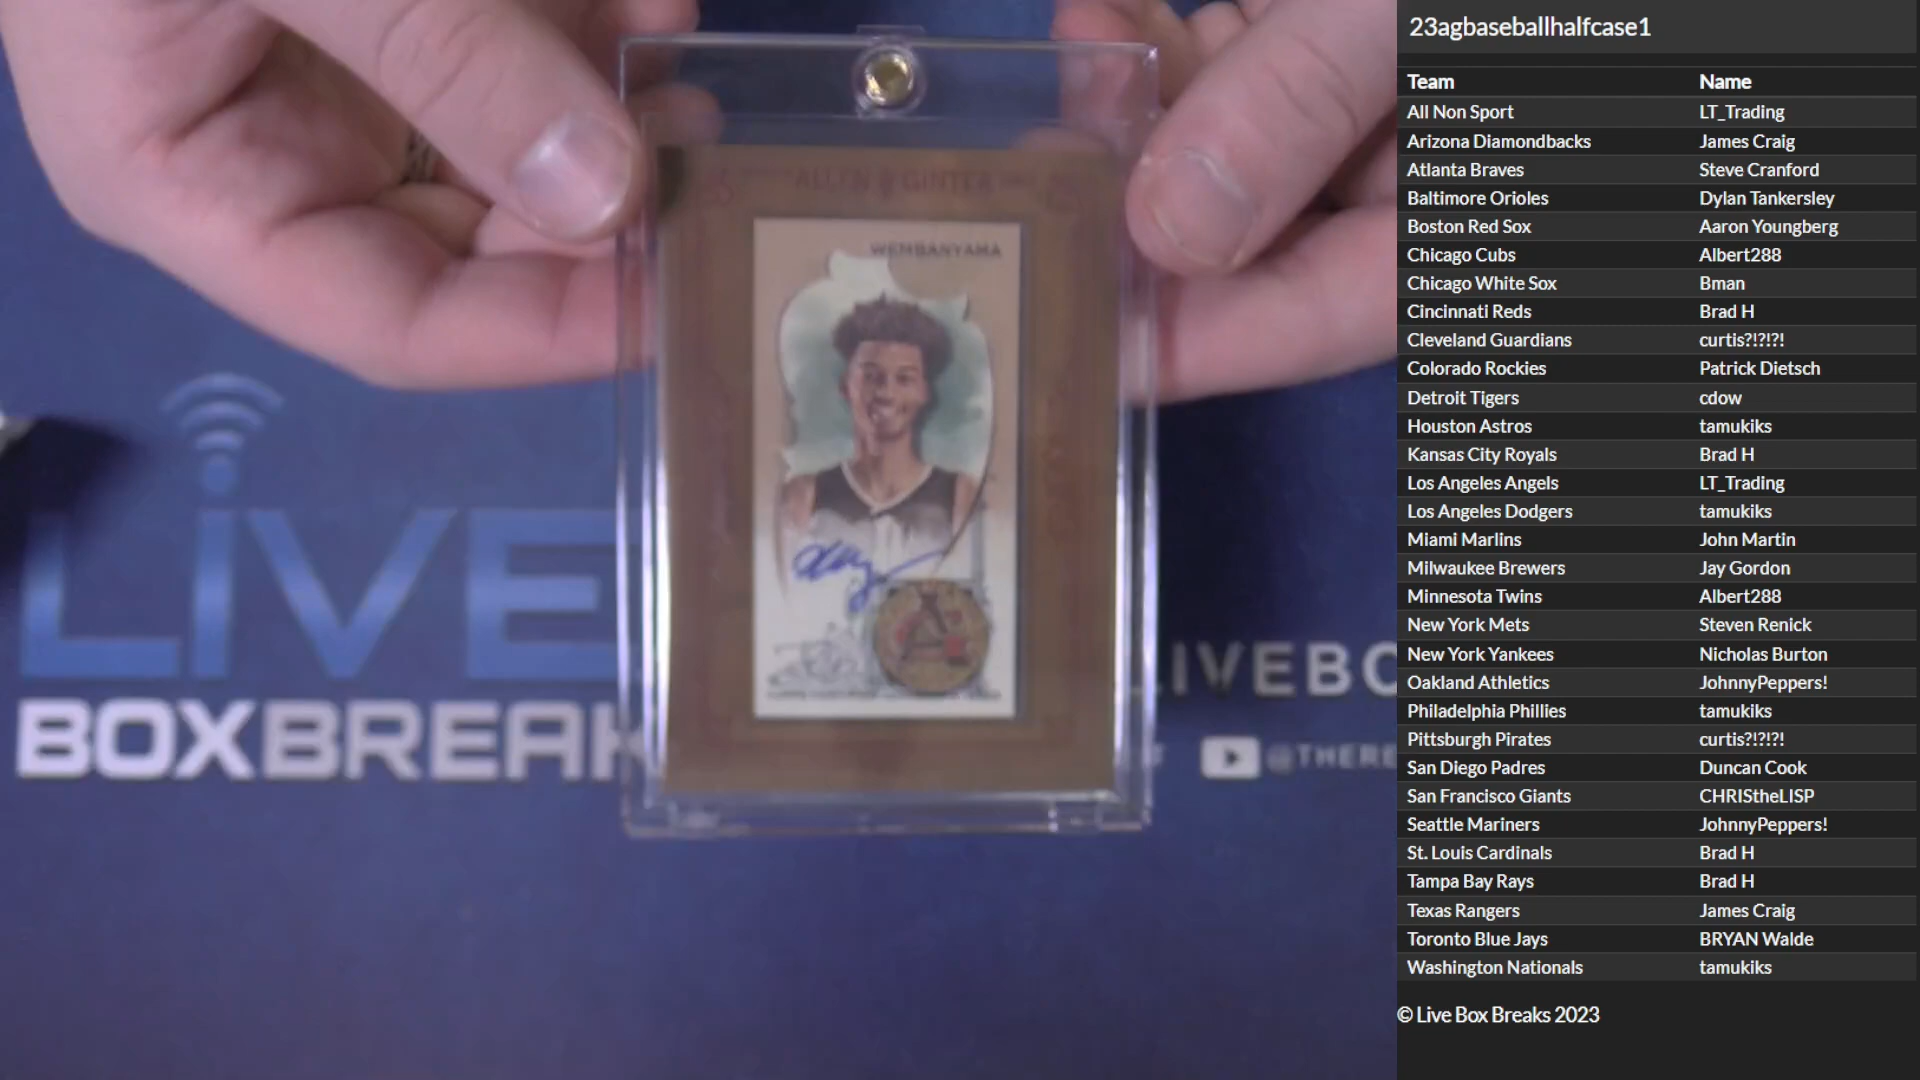 ALLEN & GINTER
WEMBANYAMA
LiVE
BOXBREAK
LIVEBO
@THERE
23agbaseballhalfcase1
Team Name
All Non Sport LT_Trading
Arizona Diamondbacks James Craig
Atlanta Braves Steve Cranford
Baltimore Orioles Dylan Tankersley
Boston Red Sox Aaron Youngberg
Chicago Cubs Albert288
Chicago White Sox Bman
Cincinnati Reds Brad H
Cleveland Guardians curtis?!?!?!
Colorado Rockies Patrick Dietsch
Detroit Tigers cdow
Houston Astros tamukiks
Kansas City Royals Brad H
Los Angeles Angels LT_Trading
Los Angeles Dodgers tamukiks
Miami Marlins John Martin
Milwaukee Brewers Jay Gordon
Minnesota Twins Albert288
New York Mets Steven Renick
New York Yankees Nicholas Burton
Oakland Athletics JohnnyPeppers!
Philadelphia Phillies tamukiks
Pittsburgh Pirates curtis?!?!?!
San Diego Padres Duncan Cook
San Francisco Giants CHRIStheLISP
Seattle Mariners JohnnyPeppers!
St. Louis Cardinals Brad H
Tampa Bay Rays Brad H
Texas Rangers James Craig
Toronto Blue Jays BRYAN Walde
Washington Nationals tamukiks
© Live Box Breaks 2023